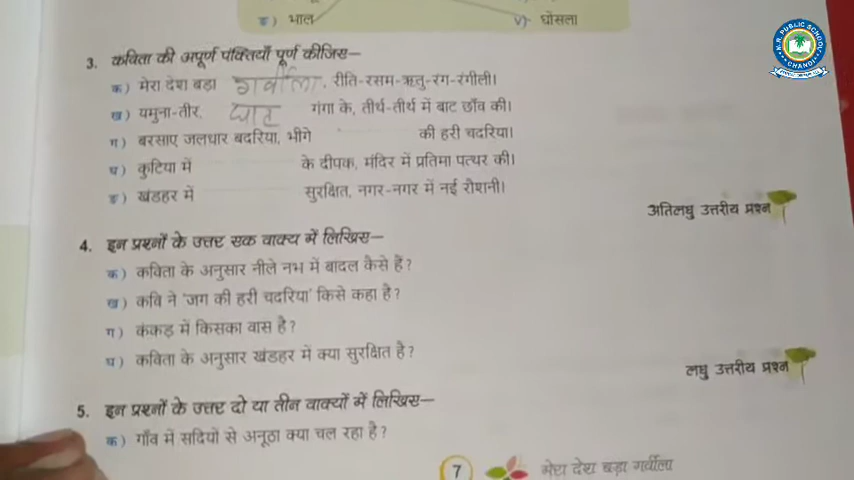 ङ) भाल
v) घोंसला
N.R. PUBLIC SCHOOL
CHANDI
3. कविता की अपूर्ण पंक्तियाँ पूर्ण कीजिए—
क) मेरा देश बड़ा गर्वीला, रीति-रसम-ऋतु-रंग-रंगीली।
ख) यमुना-तीर, घाट गंगा के, तीर्थ-तीर्थ में बाट छाँव की।
ग) बरसाए जलधार बदरिया, भीगे की हरी चदरिया।
घ) कुटिया में के दीपक, मंदिर में प्रतिमा पत्थर की।
ङ) खंडहर में सुरक्षित, नगर-नगर में नई रोशनी।
अतिलघु उत्तरीय प्रश्न
4. इन प्रश्नों के उत्तर एक वाक्य में लिखिए—
क) कविता के अनुसार नीले नभ में बादल कैसे हैं?
ख) कवि ने 'जग की हरी चदरिया' किसे कहा है?
ग) कंकड़ में किसका वास है?
घ) कविता के अनुसार खंडहर में क्या सुरक्षित है?
लघु उत्तरीय प्रश्न
5. इन प्रश्नों के उत्तर दो या तीन वाक्यों में लिखिए—
क) गाँव में सदियों से अनूठा क्या चल रहा है?
7 मेरा देश बड़ा गर्वीला